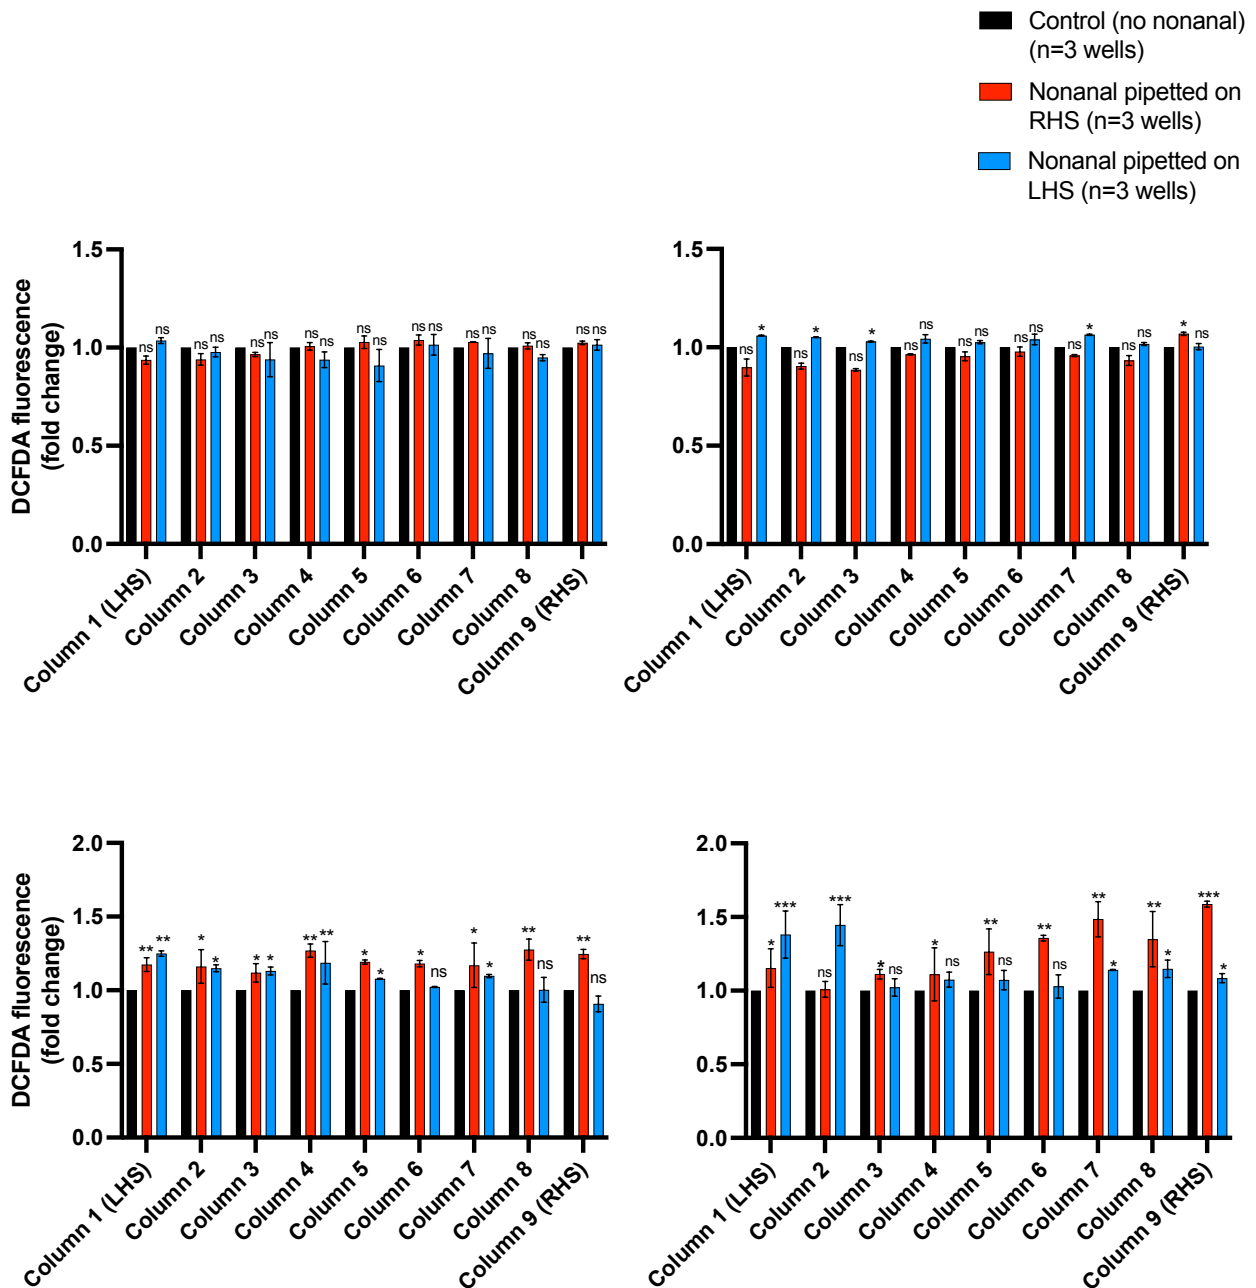 Control (no nonanal)
(n=3 wells)
Nonanal pipetted on
RHS (n=3 wells)
Nonanal pipetted on
LHS (n=3 wells)
DCFDA fluorescence
(fold change)
1.5
1.0
0.5
0.0
ns ns ns ns ns ns ns ns ns ns ns ns ns ns ns ns ns ns
Column 1 (LHS)
Column 2
Column 3
Column 4
Column 5
Column 6
Column 7
Column 8
Column 9 (RHS)
1.5
1.0
0.5
0.0
ns * ns * ns * ns ns ns ns ns ns ns * ns ns * ns
Column 1 (LHS)
Column 2
Column 3
Column 4
Column 5
Column 6
Column 7
Column 8
Column 9 (RHS)
DCFDA fluorescence
(fold change)
2.0
1.5
1.0
0.5
0.0
** ** * * * * ** ** * * * ns * * ** ns ** ns
Column 1 (LHS)
Column 2
Column 3
Column 4
Column 5
Column 6
Column 7
Column 8
Column 9 (RHS)
2.0
1.5
1.0
0.5
0.0
* *** ns *** * ns * ns ** ns ** ns ** * ** * *** *
Column 1 (LHS)
Column 2
Column 3
Column 4
Column 5
Column 6
Column 7
Column 8
Column 9 (RHS)